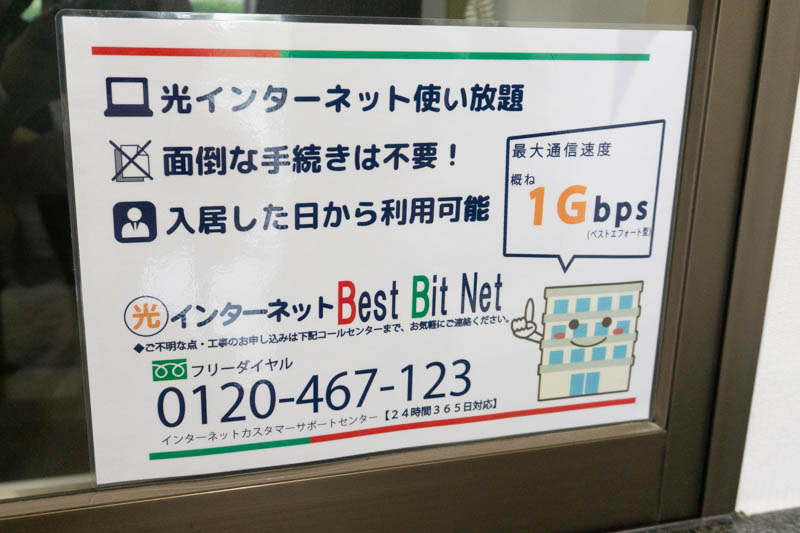 光インターネット使い放題
面倒な手続きは不要！
入居した日から利用可能
最大通信速度
概ね
1Gbps
(ベストエフォート型)
光インターネットBest Bit Net
◆ご不明な点・工事のお申し込みは下記コールセンターまで、お気軽にご連絡ください。
フリーダイヤル
0120-467-123
インターネットカスタマーサポートセンター【24時間365日対応】